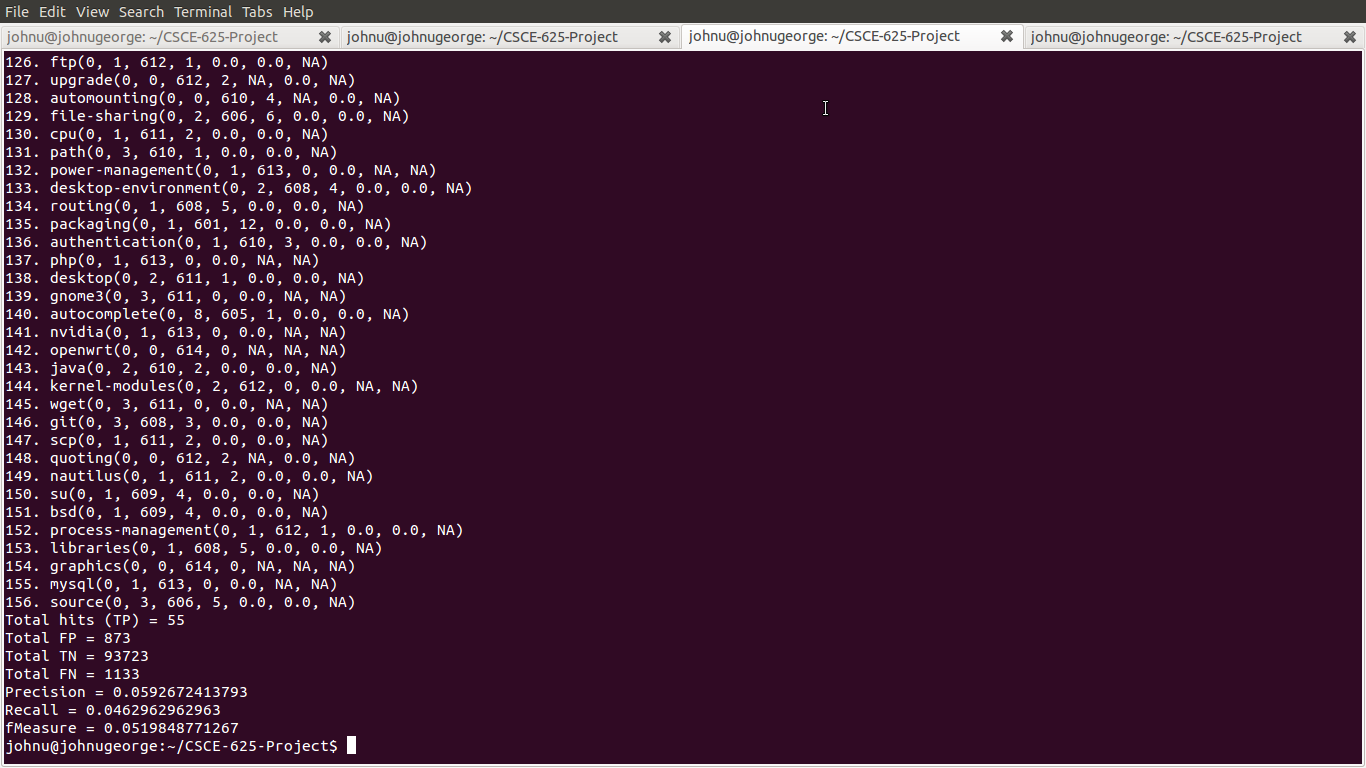 File Edit View Search Terminal Tabs Help
johnu@johnugeorge: ~/CSCE-625-Project johnu@johnugeorge: ~/CSCE-625-Project johnu@johnugeorge: ~/CSCE-625-Project johnu@johnugeorge: ~/CSCE-625-Project
126. ftp(0, 1, 612, 1, 0.0, 0.0, NA)
127. upgrade(0, 0, 612, 2, NA, 0.0, NA)
128. automounting(0, 0, 610, 4, NA, 0.0, NA)
129. file-sharing(0, 2, 606, 6, 0.0, 0.0, NA)
130. cpu(0, 1, 611, 2, 0.0, 0.0, NA)
131. path(0, 3, 610, 1, 0.0, 0.0, NA)
132. power-management(0, 1, 613, 0, 0.0, NA, NA)
133. desktop-environment(0, 2, 608, 4, 0.0, 0.0, NA)
134. routing(0, 1, 608, 5, 0.0, 0.0, NA)
135. packaging(0, 1, 601, 12, 0.0, 0.0, NA)
136. authentication(0, 1, 610, 3, 0.0, 0.0, NA)
137. php(0, 1, 613, 0, 0.0, NA, NA)
138. desktop(0, 2, 611, 1, 0.0, 0.0, NA)
139. gnome3(0, 3, 611, 0, 0.0, NA, NA)
140. autocomplete(0, 8, 605, 1, 0.0, 0.0, NA)
141. nvidia(0, 1, 613, 0, 0.0, NA, NA)
142. openwrt(0, 0, 614, 0, NA, NA, NA)
143. java(0, 2, 610, 2, 0.0, 0.0, NA)
144. kernel-modules(0, 2, 612, 0, 0.0, NA, NA)
145. wget(0, 3, 611, 0, 0.0, NA, NA)
146. git(0, 3, 608, 3, 0.0, 0.0, NA)
147. scp(0, 1, 611, 2, 0.0, 0.0, NA)
148. quoting(0, 0, 612, 2, NA, 0.0, NA)
149. nautilus(0, 1, 611, 2, 0.0, 0.0, NA)
150. su(0, 1, 609, 4, 0.0, 0.0, NA)
151. bsd(0, 1, 609, 4, 0.0, 0.0, NA)
152. process-management(0, 1, 612, 1, 0.0, 0.0, NA)
153. libraries(0, 1, 608, 5, 0.0, 0.0, NA)
154. graphics(0, 0, 614, 0, NA, NA, NA)
155. mysql(0, 1, 613, 0, 0.0, NA, NA)
156. source(0, 3, 606, 5, 0.0, 0.0, NA)
Total hits (TP) = 55
Total FP = 873
Total TN = 93723
Total FN = 1133
Precision = 0.0592672413793
Recall = 0.0462962962963
fMeasure = 0.0519848771267
johnu@johnugeorge:~/CSCE-625-Project$